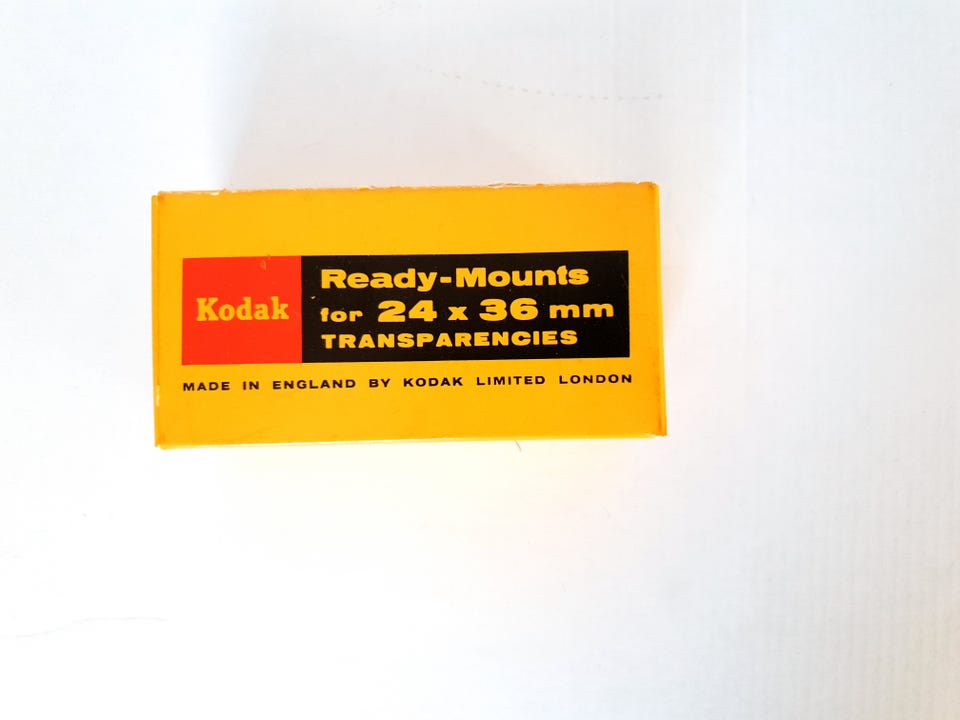 Kodak
Ready-Mounts
for 24 x 36 mm
TRANSPARENCIES
MADE IN ENGLAND BY KODAK LIMITED LONDON